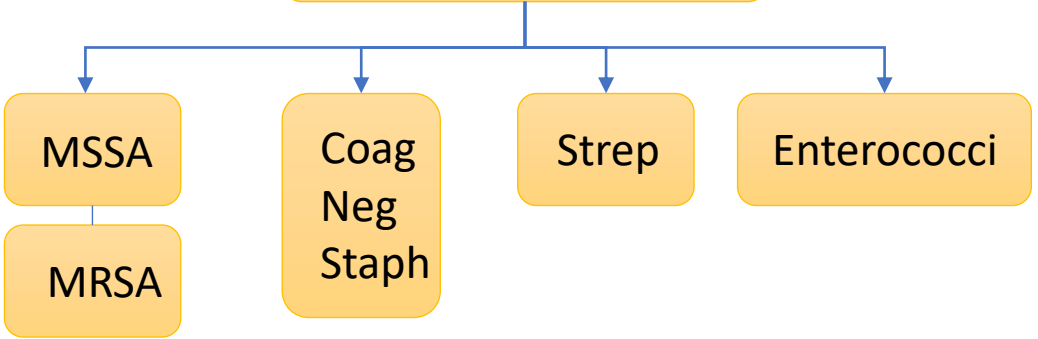 MSSA
MRSA
Coag
Neg
Staph
Strep
Enterococci